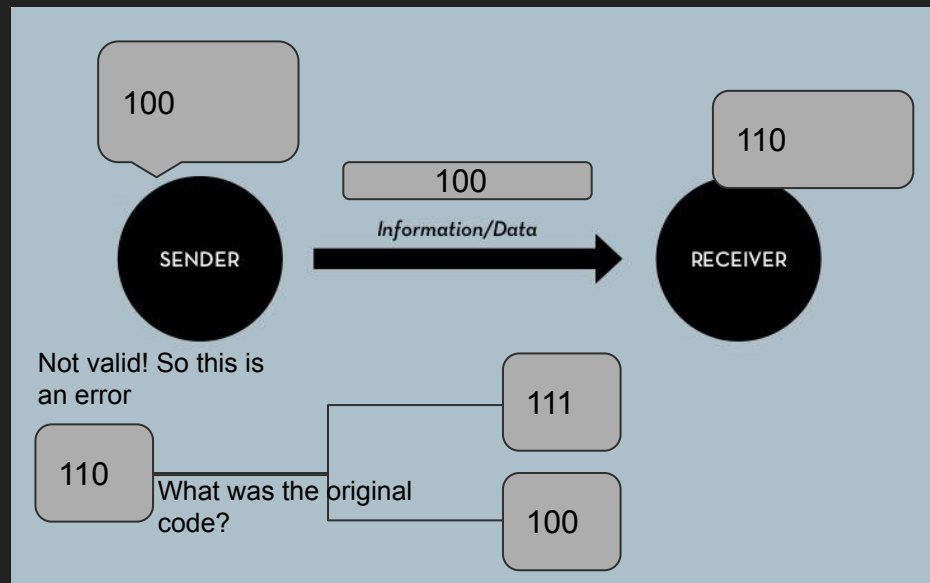 100
110
100
Information/Data
SENDER
RECEIVER
Not valid! So this is
an error
111
110
What was the original
code?
100